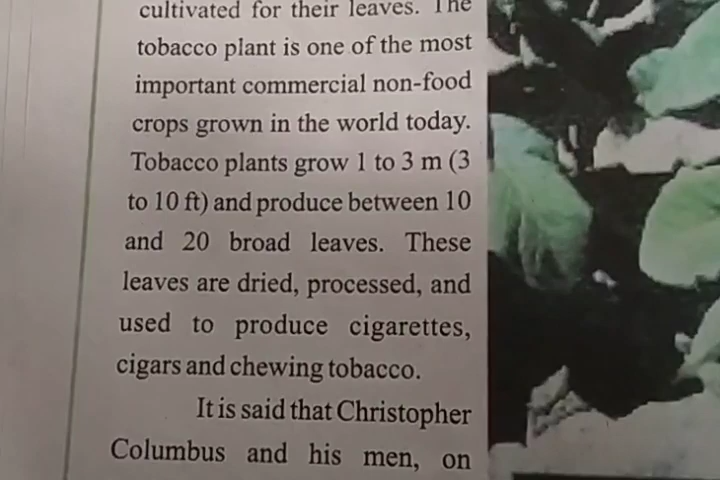 cultivated for their leaves. The
tobacco plant is one of the most
important commercial non-food
crops grown in the world today.
Tobacco plants grow 1 to 3 m (3
to 10 ft) and produce between 10
and 20 broad leaves. These
leaves are dried, processed, and
used to produce cigarettes,
cigars and chewing tobacco.
It is said that Christopher
Columbus and his men, on